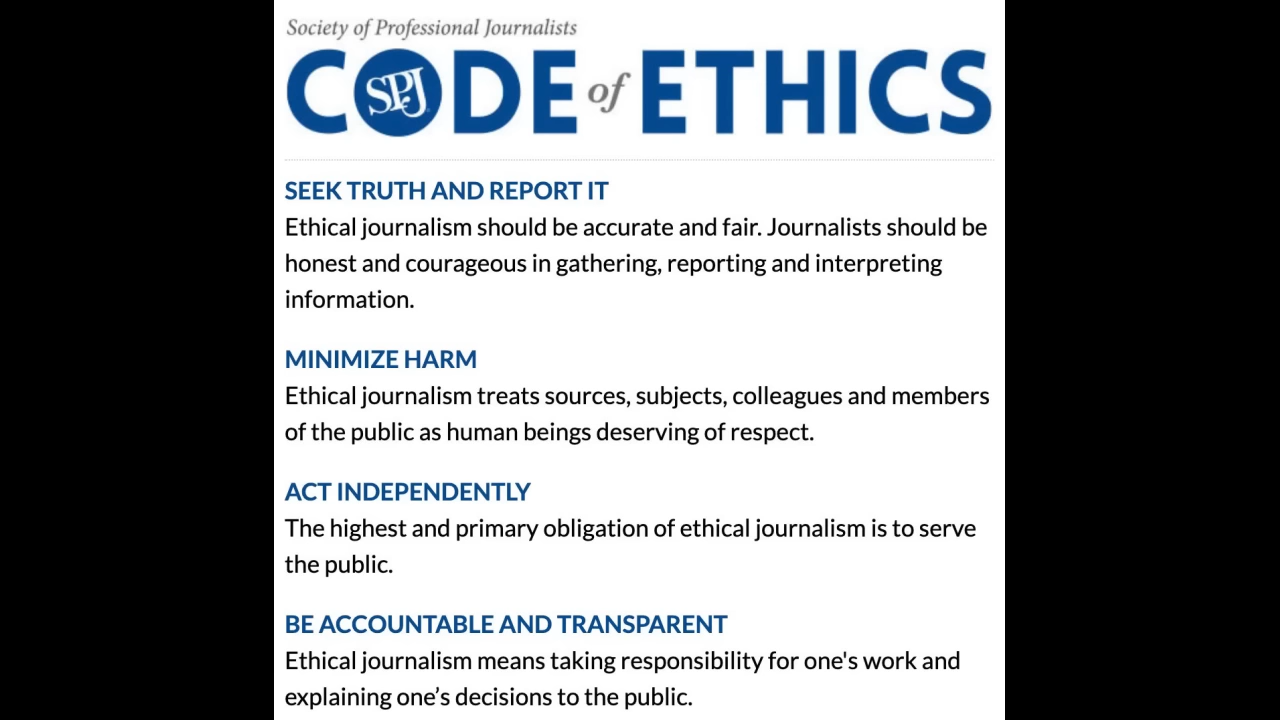 Society of Professional Journalists
CODE of ETHICS
SPJ
SEEK TRUTH AND REPORT IT
Ethical journalism should be accurate and fair. Journalists should be
honest and courageous in gathering, reporting and interpreting
information.
MINIMIZE HARM
Ethical journalism treats sources, subjects, colleagues and members
of the public as human beings deserving of respect.
ACT INDEPENDENTLY
The highest and primary obligation of ethical journalism is to serve
the public.
BE ACCOUNTABLE AND TRANSPARENT
Ethical journalism means taking responsibility for one's work and
explaining one’s decisions to the public.